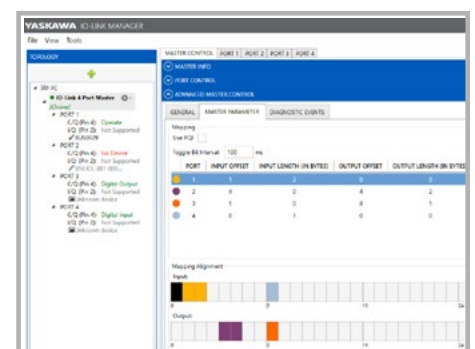 YASKAWA IO-LINK MANAGER
File View Tools
TOPOLOGY
MASTER CONTROL PORT 1 PORT 2 PORT 3 PORT 4
MASTER INFO
PORT CONTROL
ADVANCED MASTER CONTROL
GENERAL MASTER PARAMETER DIAGNOSTIC EVENTS
IO-Link 4 Port Master
PORT 1
C/Q (Pin 4): Operate
I/Q (Pin 2): Not Supported
PORT 2
C/Q (Pin 4): No Device
I/Q (Pin 2): Not Supported
PORT 3
C/Q (Pin 4): Digital Output
I/Q (Pin 2): Not Supported
Unknown device
PORT 4
C/Q (Pin 4): Digital Input
I/Q (Pin 2): Not Supported
Unknown device
Mapping
Use PQI
Toggle Bit Interval 100 ms
PORT INPUT OFFSET INPUT LENGTH (IN BYTES) OUTPUT OFFSET OUTPUT LENGTH (IN BYTES
1 1 2 0 0
2 4 0 4 2
3 1 0 8 1
4 8 1 0 0
Mapping Alignment
Input:
8 16 24
Output:
8 16 24